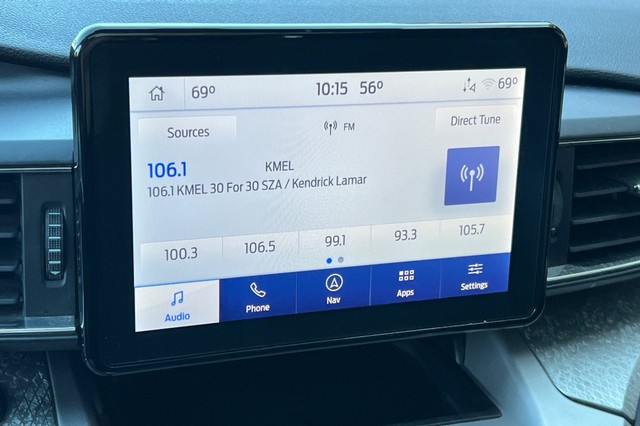 69° 10:15 56° 69°
Sources FM Direct Tune
106.1 KMEL
106.1 KMEL 30 For 30 SZA / Kendrick Lamar
100.3 106.5 99.1 93.3 105.7
Audio Phone Nav Apps Settings